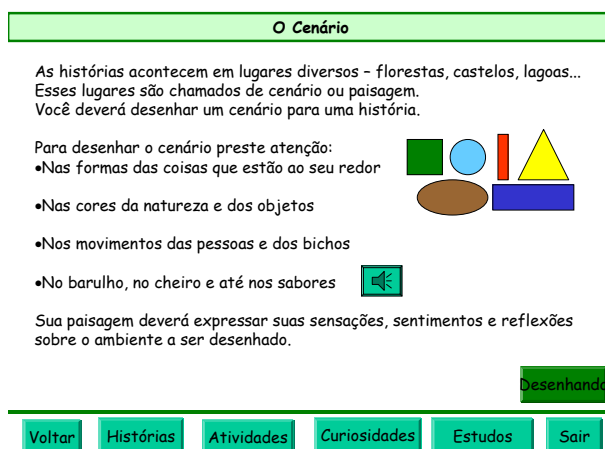 O Cenário
As histórias acontecem em lugares diversos – florestas, castelos, lagoas...
Esses lugares são chamados de cenário ou paisagem.
Você deverá desenhar um cenário para uma história.
Para desenhar o cenário preste atenção:
•Nas formas das coisas que estão ao seu redor
•Nas cores da natureza e dos objetos
•Nos movimentos das pessoas e dos bichos
•No barulho, no cheiro e até nos sabores
Sua paisagem deverá expressar suas sensações, sentimentos e reflexões
sobre o ambiente a ser desenhado.
Desenhando
Voltar Histórias Atividades Curiosidades Estudos Sair